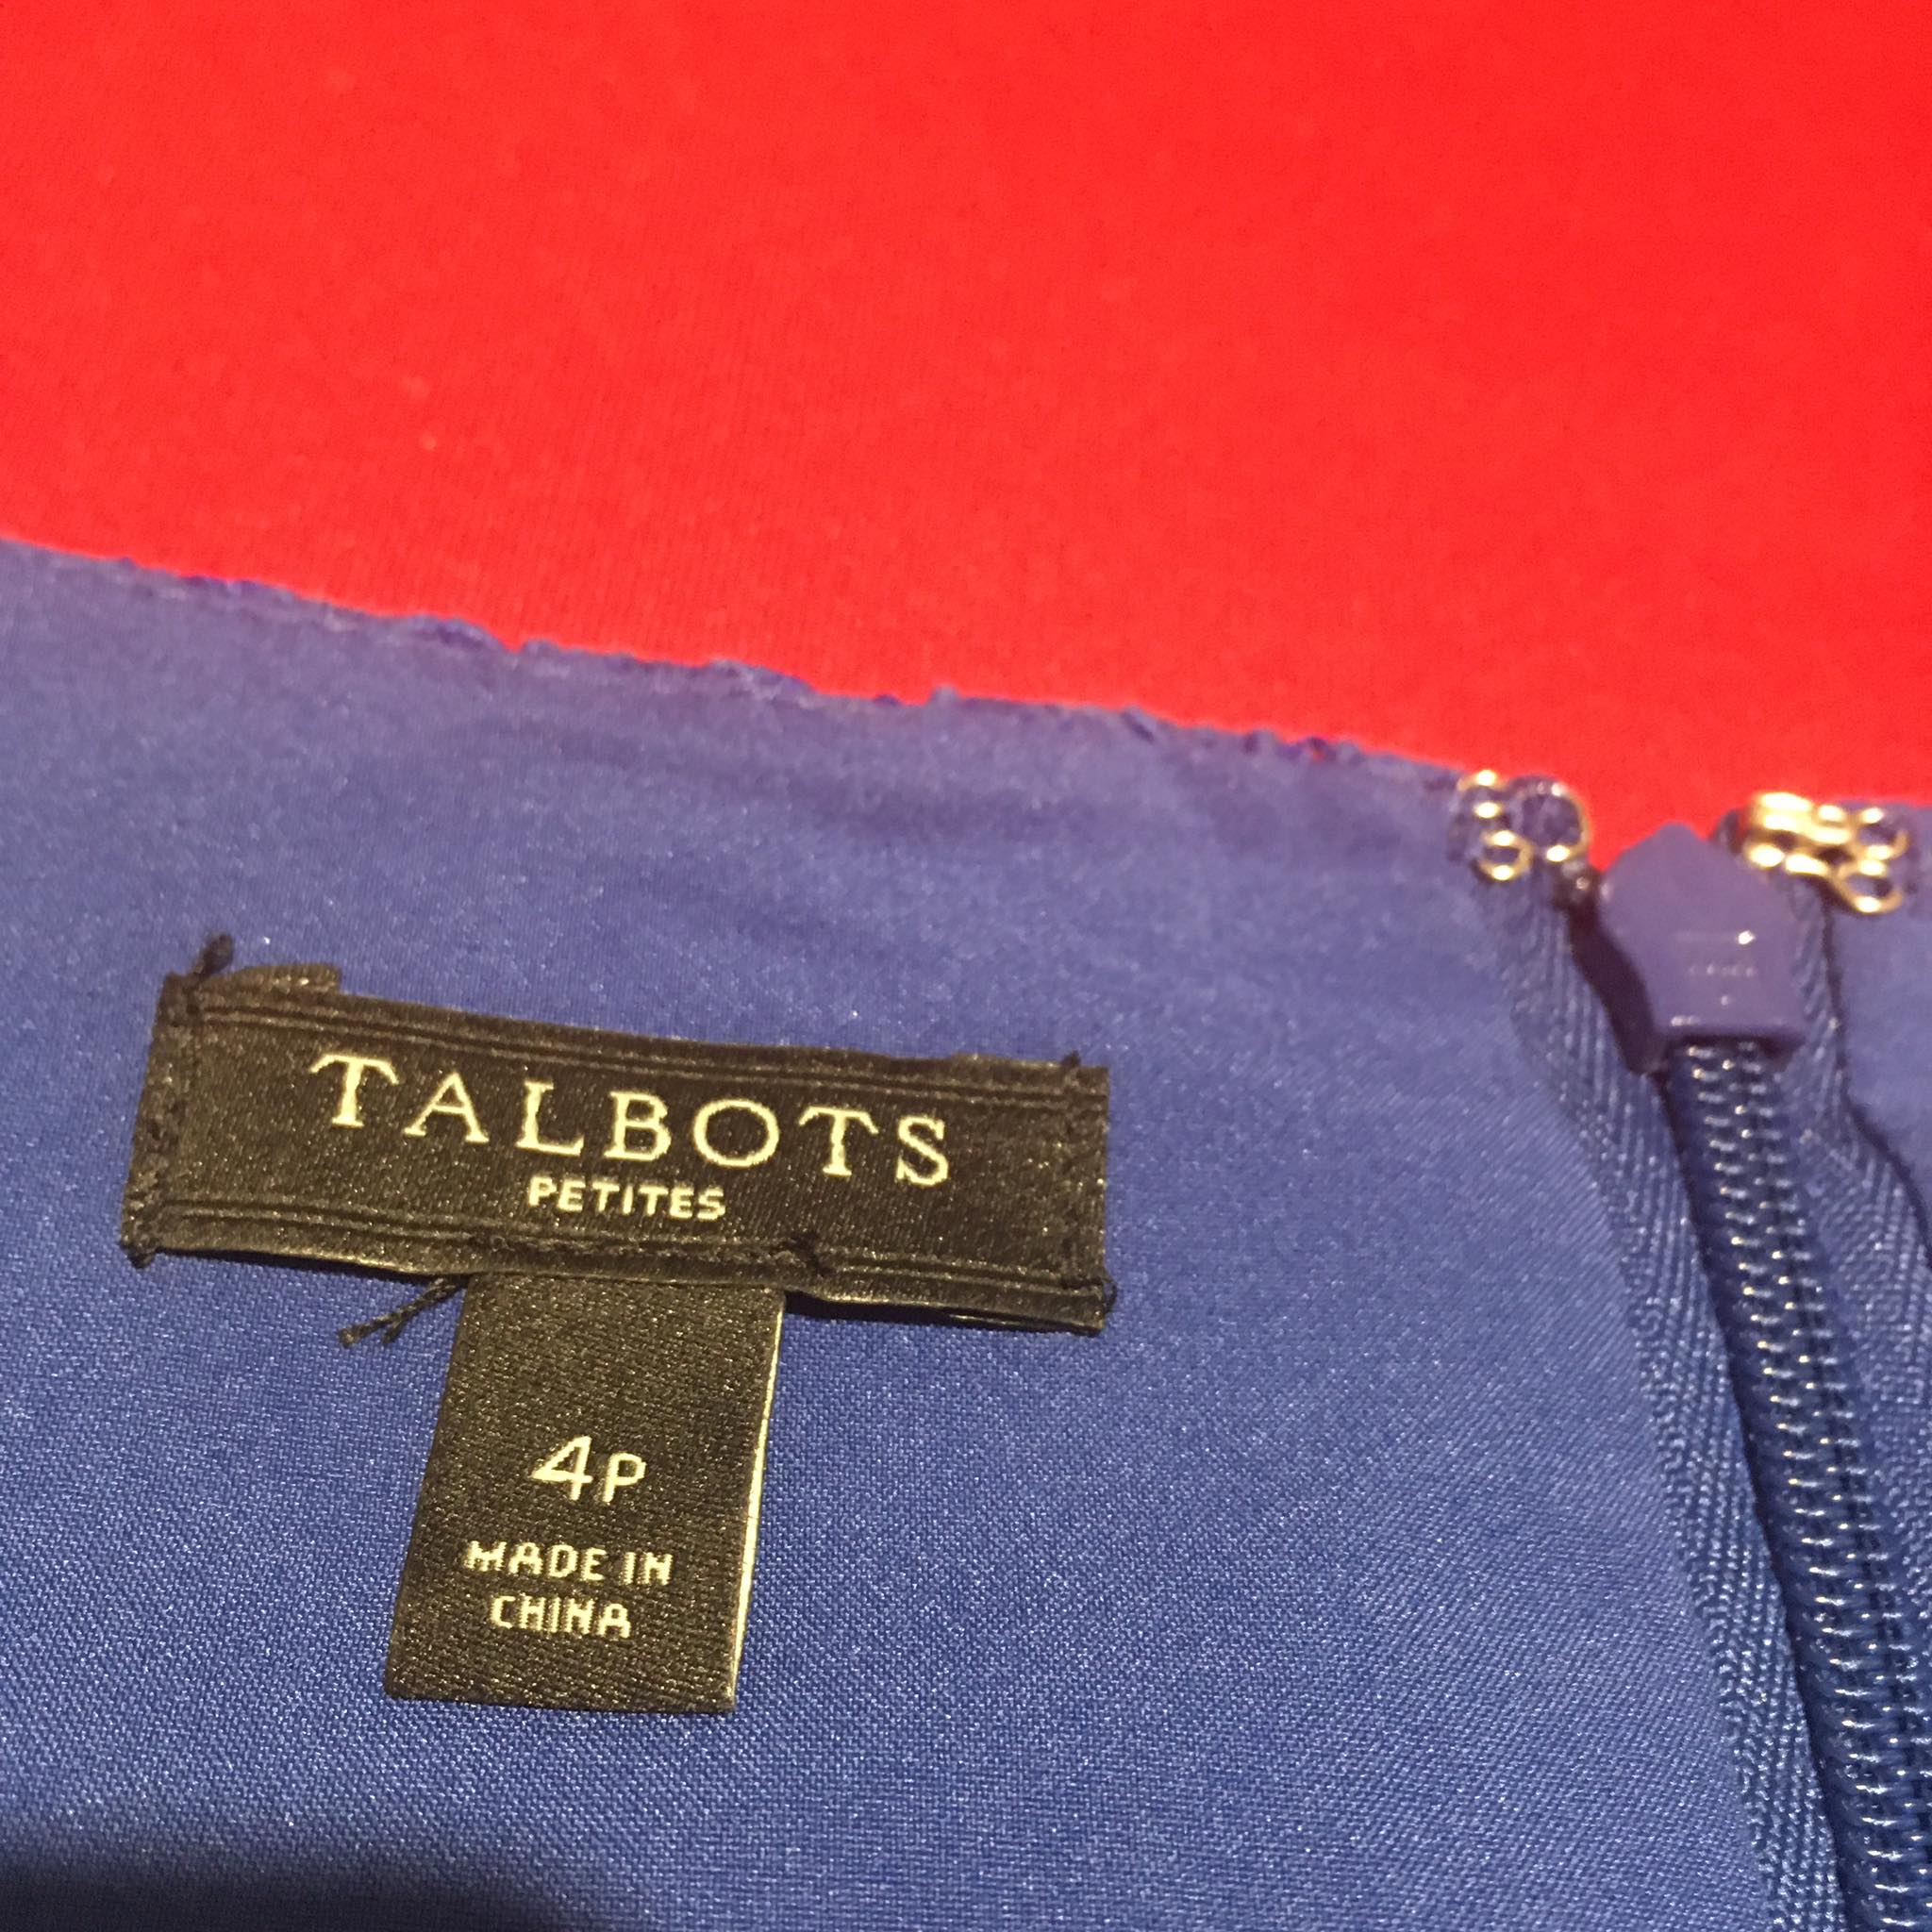 TALBOTS
PETITES
4P
MADE IN
CHINA